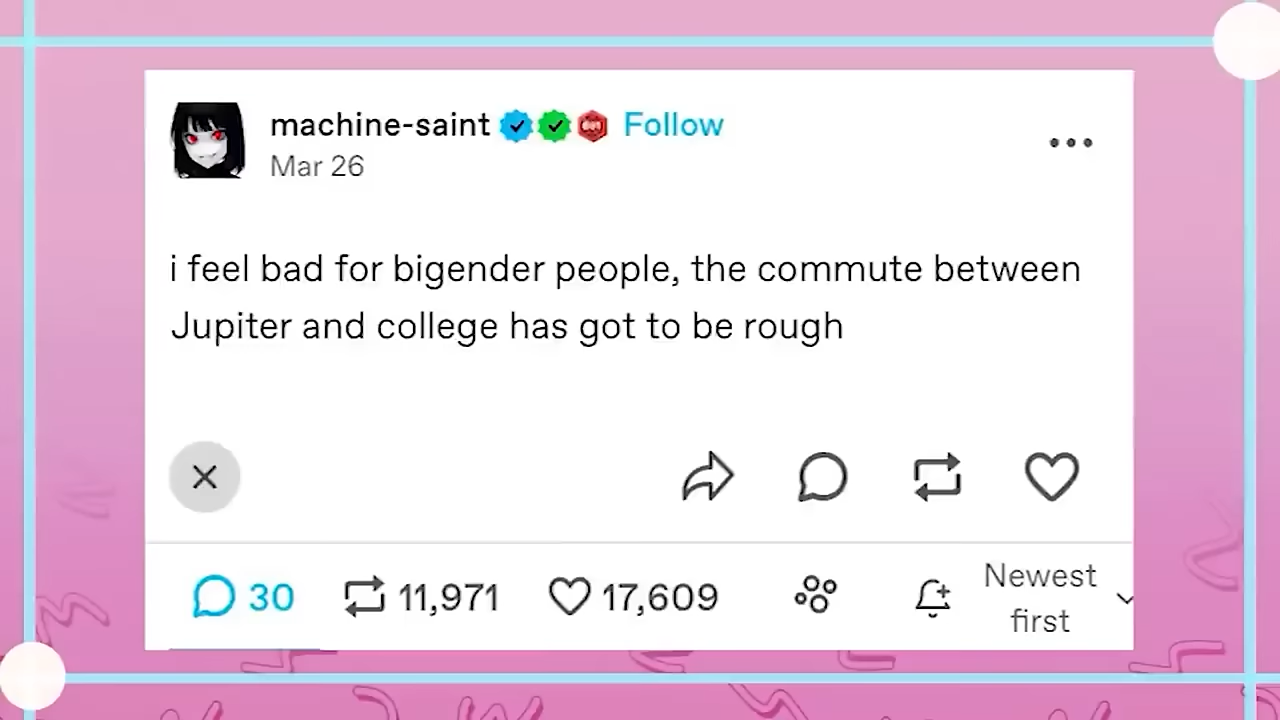 machine-saint Follow
Mar 26
i feel bad for bigender people, the commute between
Jupiter and college has got to be rough
30 11,971 17,609 Newest
first